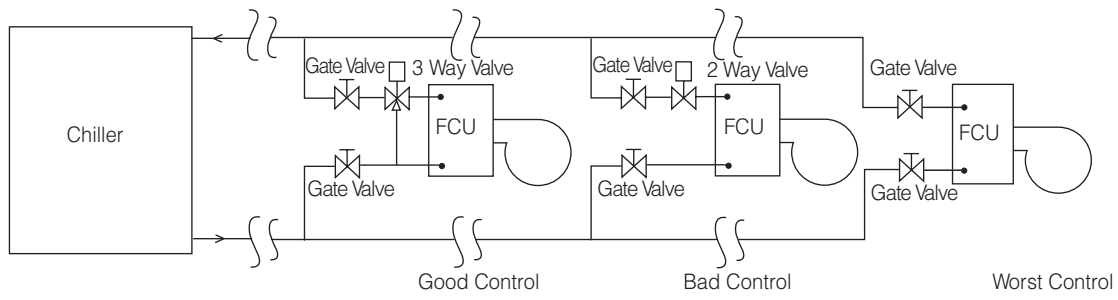 Gate Valve
3 Way Valve
Gate Valve
2 Way Valve
Gate Valve
Chiller
FCU
FCU
FCU
Gate Valve
Gate Valve
Gate Valve
Good Control
Bad Control
Worst Control